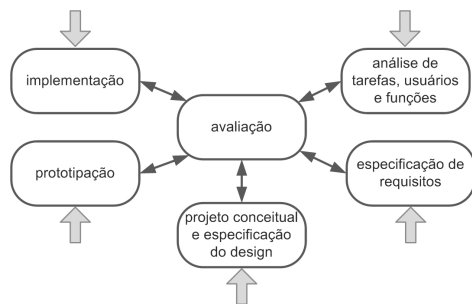 implementação
análise de
tarefas, usuários
e funções
avaliação
prototipação
especificação de
requisitos
projeto conceitual
e especificação
do design